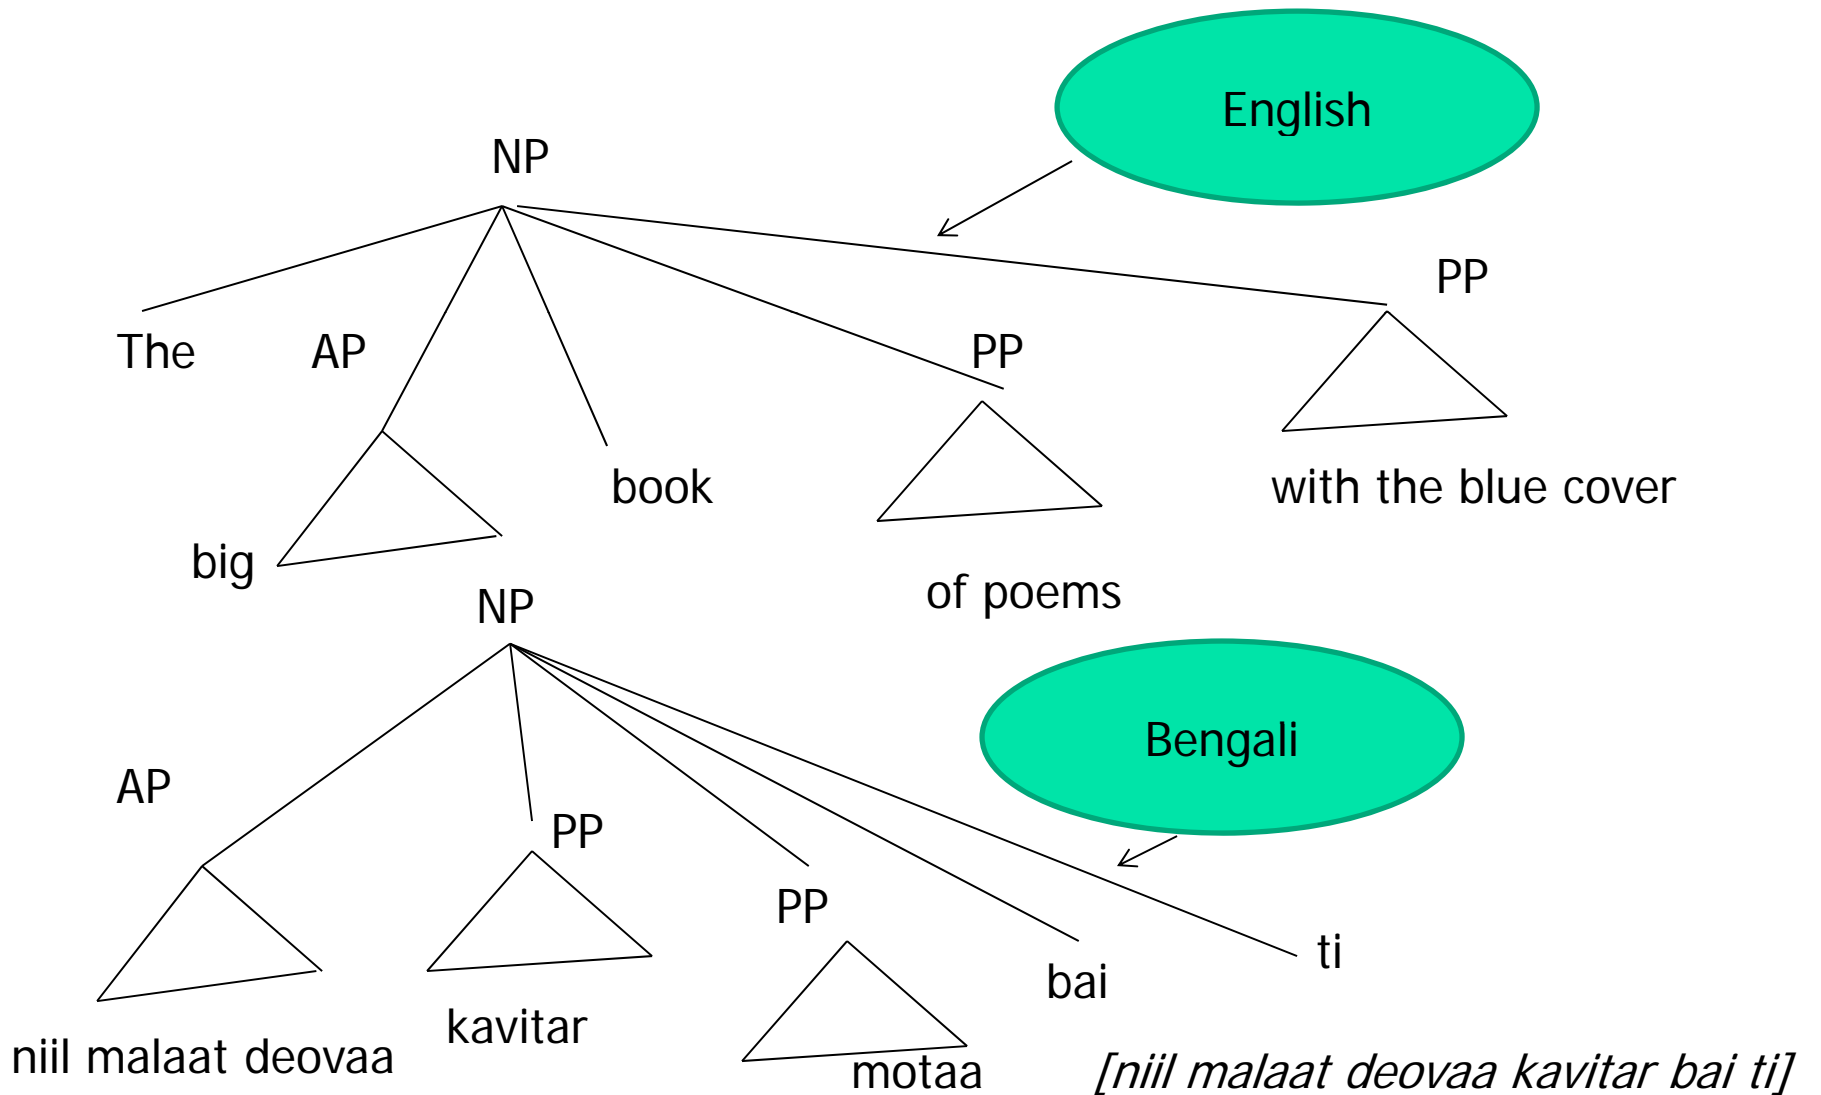 English
NP
PP
The
AP
PP
book
with the blue cover
big
of poems
NP
Bengali
AP
PP
PP
ti
bai
kavitar
niil malaat deovaa
motaa
[niil malaat deovaa kavitar bai ti]